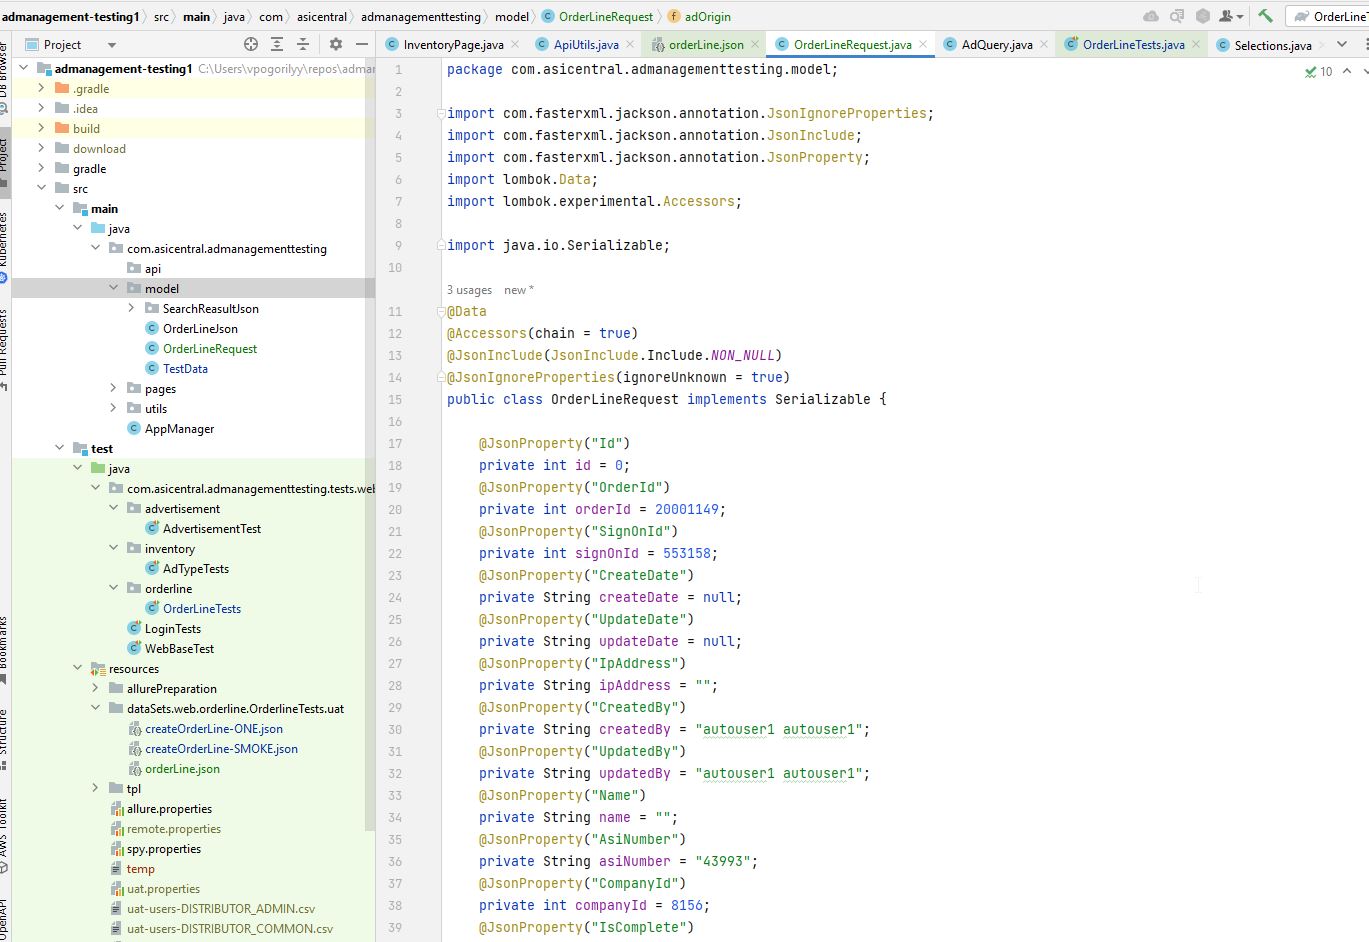 admanagement-testing1 src main java com asicentral admanagementtesting model OrderLineRequest adOrigin
Project
InventoryPage.java ApiUtils.java orderLine.json OrderLineRequest.java AdQuery.java OrderLineTests.java Selections.java
DB Browser
Project
Kubernetes
Pull Requests
Bookmarks
Structure
AWS Toolkit
OpenAPI
admanagement-testing1 C:\Users\vpogorilyy\repos\admar
.gradle
.idea
build
download
gradle
src
main
java
com.asicentral.admanagementtesting
api
model
SearchReasultJson
OrderLineJson
OrderLineRequest
TestData
pages
utils
AppManager
test
java
com.asicentral.admanagementtesting.tests.web
advertisement
AdvertisementTest
inventory
AdTypeTests
orderline
OrderLineTests
LoginTests
WebBaseTest
resources
allurePreparation
dataSets.web.orderline.OrderlineTests.uat
createOrderLine-ONE.json
createOrderLine-SMOKE.json
orderLine.json
tpl
allure.properties
remote.properties
spy.properties
temp
uat.properties
uat-users-DISTRIBUTOR_ADMIN.csv
uat-users-DISTRIBUTOR_COMMON.csv
10
1 package com.asicentral.admanagementtesting.model;
2
3 import com.fasterxml.jackson.annotation.JsonIgnoreProperties;
4 import com.fasterxml.jackson.annotation.JsonInclude;
5 import com.fasterxml.jackson.annotation.JsonProperty;
6 import lombok.Data;
7 import lombok.experimental.Accessors;
8
9 import java.io.Serializable;
10
3 usages new *
11 @Data
12 @Accessors(chain = true)
13 @JsonInclude(JsonInclude.Include.NON_NULL)
14 @JsonIgnoreProperties(ignoreUnknown = true)
15 public class OrderLineRequest implements Serializable {
16
17 @JsonProperty("Id")
18 private int id = 0;
19 @JsonProperty("OrderId")
20 private int orderId = 20001149;
21 @JsonProperty("SignOnId")
22 private int signOnId = 553158;
23 @JsonProperty("CreateDate")
24 private String createDate = null;
25 @JsonProperty("UpdateDate")
26 private String updateDate = null;
27 @JsonProperty("IpAddress")
28 private String ipAddress = "";
29 @JsonProperty("CreatedBy")
30 private String createdBy = "autouser1 autouser1";
31 @JsonProperty("UpdatedBy")
32 private String updatedBy = "autouser1 autouser1";
33 @JsonProperty("Name")
34 private String name = "";
35 @JsonProperty("AsiNumber")
36 private String asiNumber = "43993";
37 @JsonProperty("CompanyId")
38 private int companyId = 8156;
39 @JsonProperty("IsComplete")